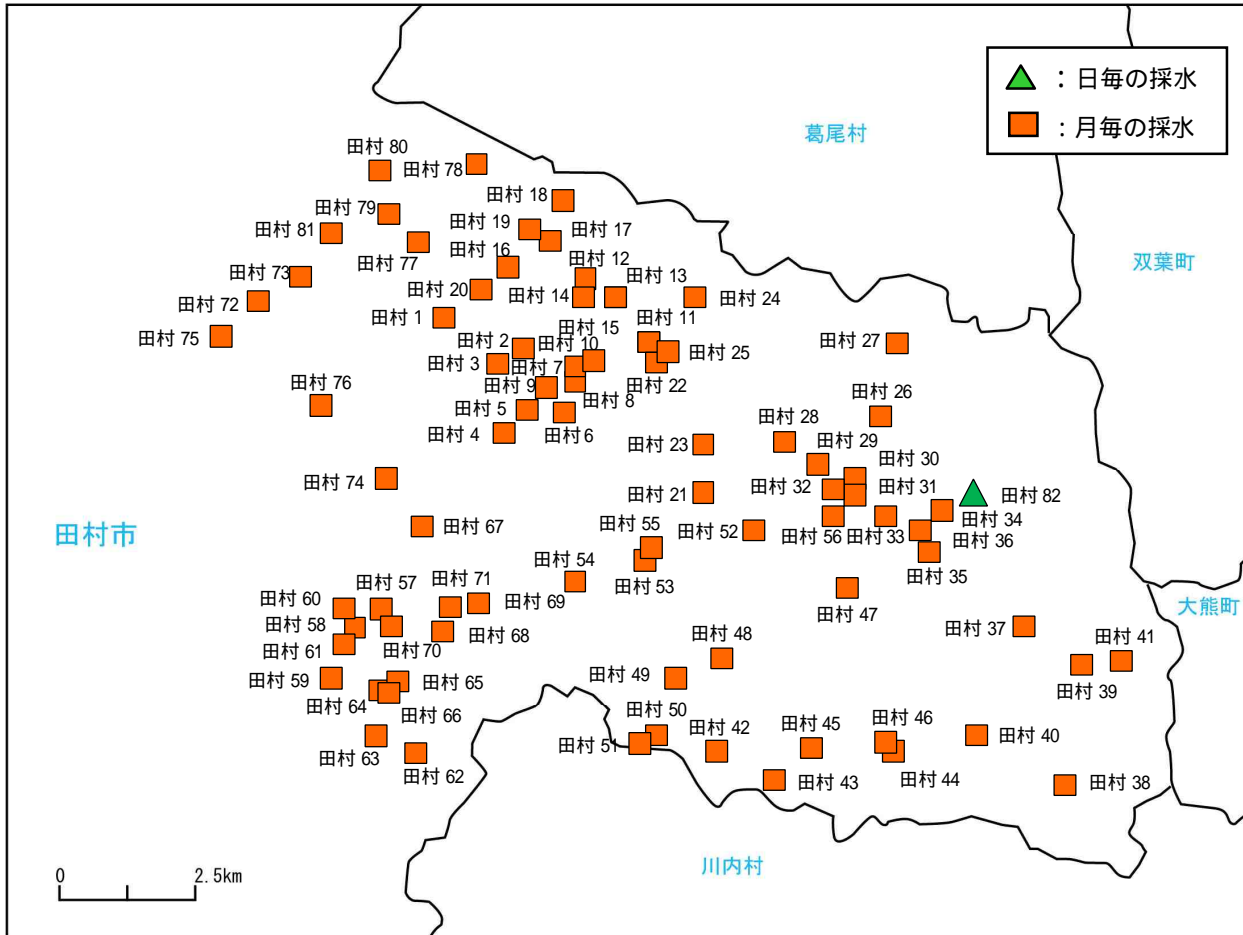 ：日毎の採水
：月毎の採水
葛尾村
双葉町
大熊町
田村市
川内村
田村 80
田村 78
田村 18
田村 79
田村 19
田村 17
田村 81
田村 77
田村 16
田村 12
田村 13
田村 73
田村 20
田村 14
田村 24
田村 72
田村 1
田村 15
田村 11
田村 75
田村 2
田村 10
田村 25
田村 27
田村 3
田村 7
田村 9
田村 22
田村 76
田村 5
田村 8
田村 26
田村 4
田村 6
田村 23
田村 28
田村 29
田村 30
田村 74
田村 32
田村 31
田村 21
田村 82
田村 67
田村 55
田村 52
田村 56
田村 33
田村 34
田村 36
田村 54
田村 53
田村 35
田村 57
田村 71
田村 69
田村 47
田村 60
田村 58
田村 68
田村 37
田村 61
田村 70
田村 48
田村 41
田村 59
田村 65
田村 49
田村 39
田村 64
田村 66
田村 50
田村 42
田村 45
田村 46
田村 40
田村 51
田村 63
田村 62
田村 43
田村 44
田村 38
0
2.5km